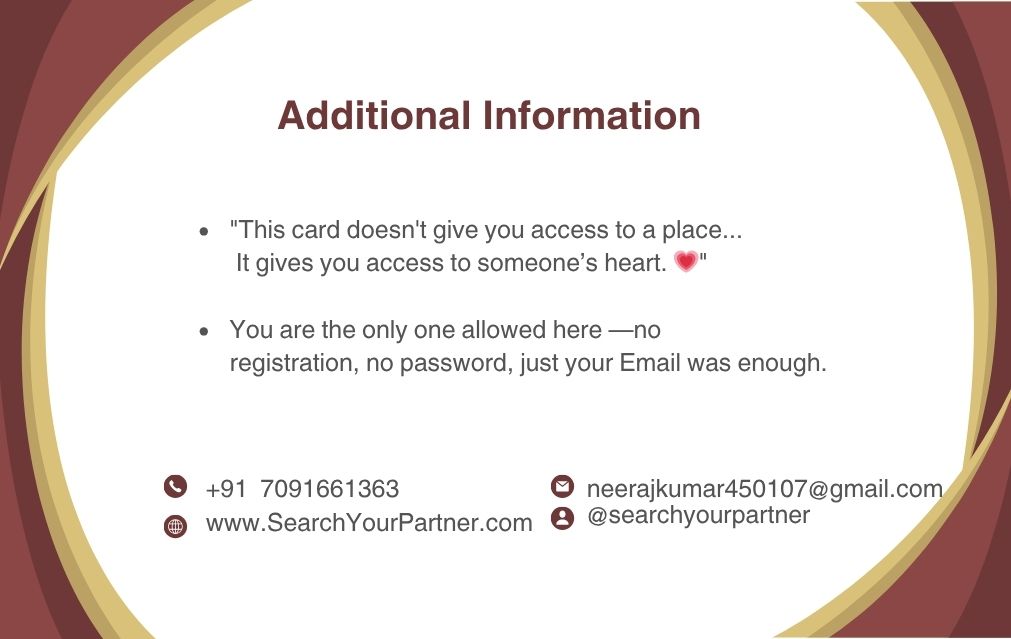 Additional Information
• "This card doesn't give you access to a place...
It gives you access to someone’s heart. 💗"
• You are the only one allowed here —no
registration, no password, just your Email was enough.
+91 7091661363
www.SearchYourPartner.com
neerajkumar450107@gmail.com
@searchyourpartner